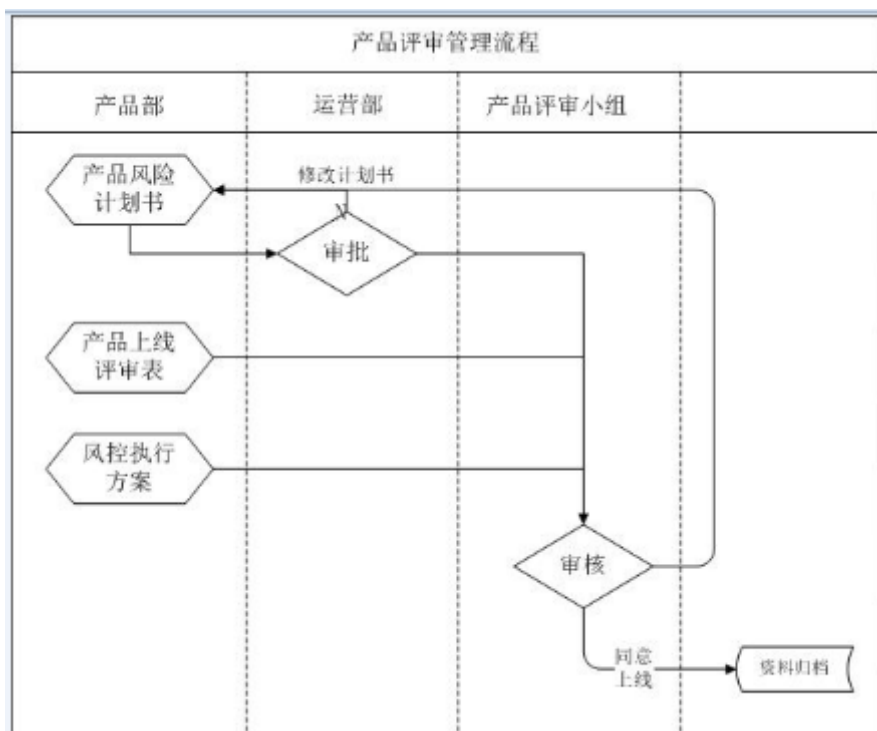 产品评审管理流程
产品部
运营部
产品评审小组
产品风险
计划书
修改计划书
审批
产品上线
评审表
风控执行
方案
审核
同意
上线
资料归档